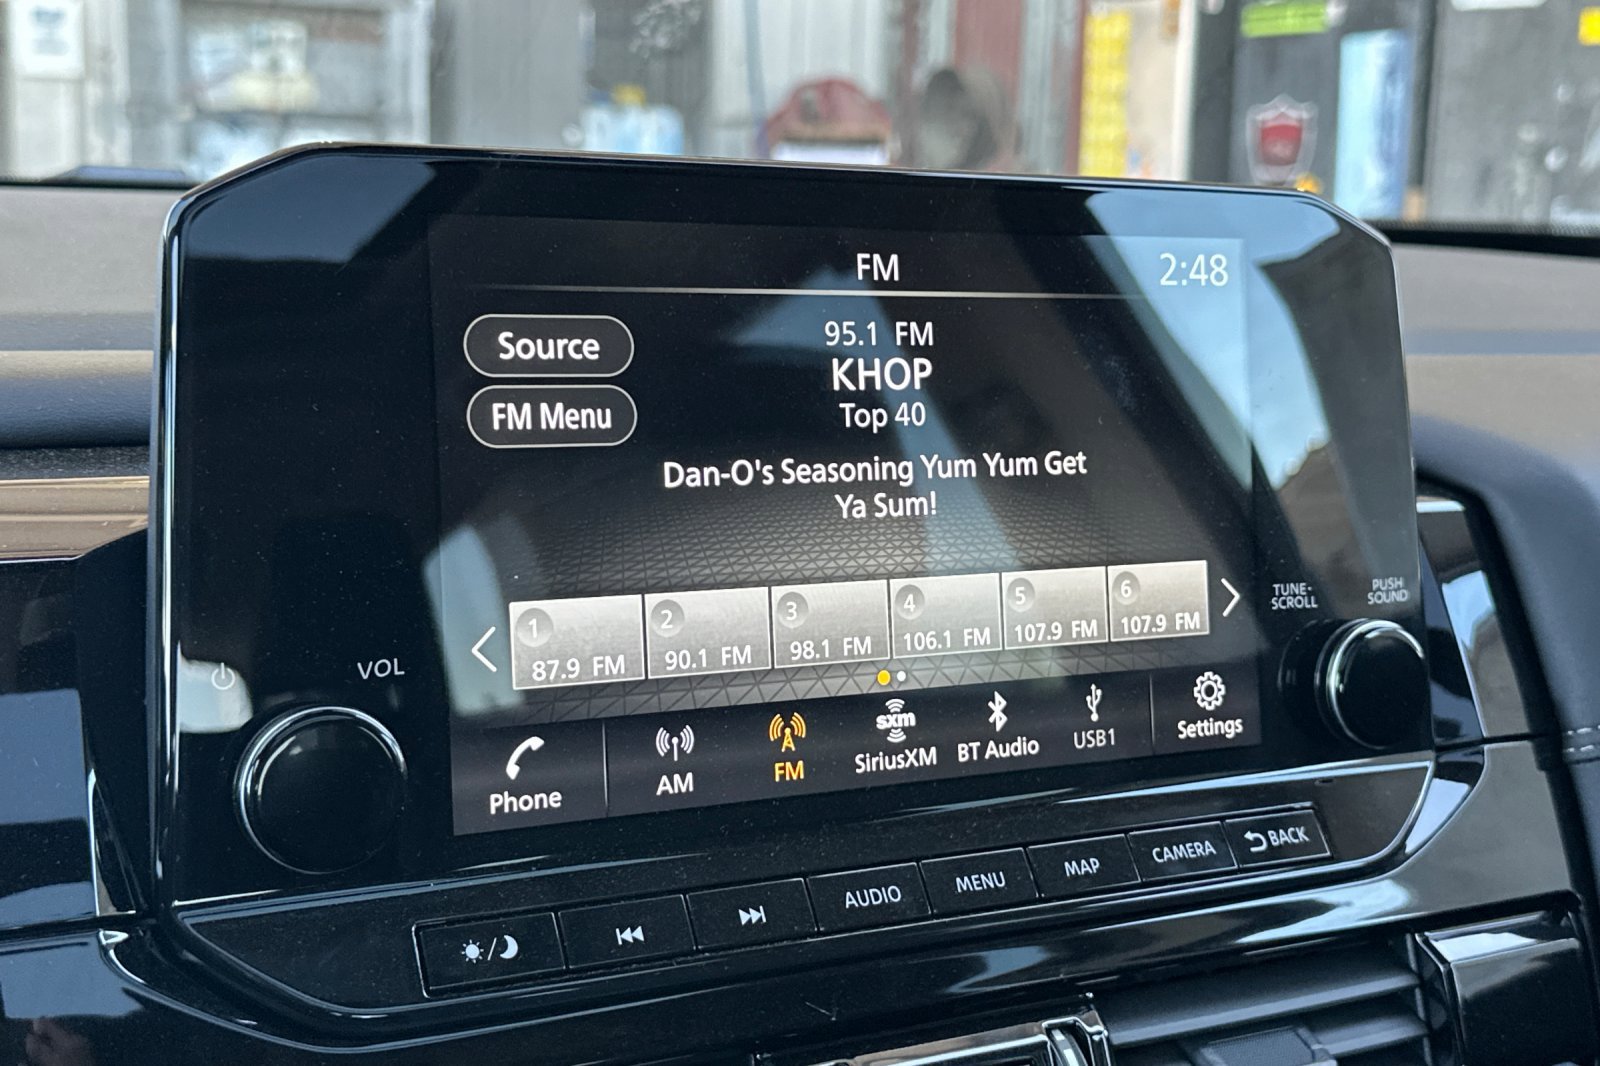 FM
2:48
Source
FM Menu
95.1 FM
KHOP
Top 40
Dan-O's Seasoning Yum Yum Get
Ya Sum!
1
87.9 FM
2
90.1 FM
3
98.1 FM
4
106.1 FM
5
107.9 FM
6
107.9 FM
TUNE-
SCROLL
PUSH
SOUND
VOL
Phone
AM
FM
sxm
SiriusXM
BT Audio
USB1
Settings
AUDIO
MENU
MAP
CAMERA
BACK